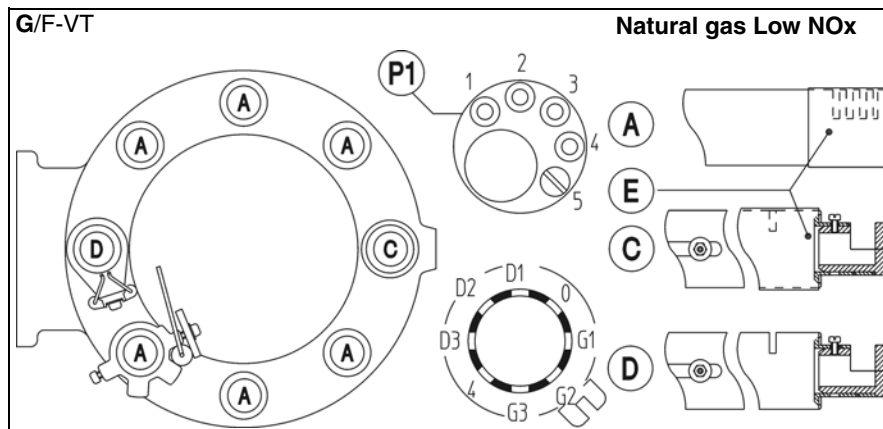 G/F-VT Natural gas Low NOx
P1
1 2 3 4 5
A
A A
A
E
D C
C
D1
D2 0
D3 G1
D
A A
4 G2
G3
A